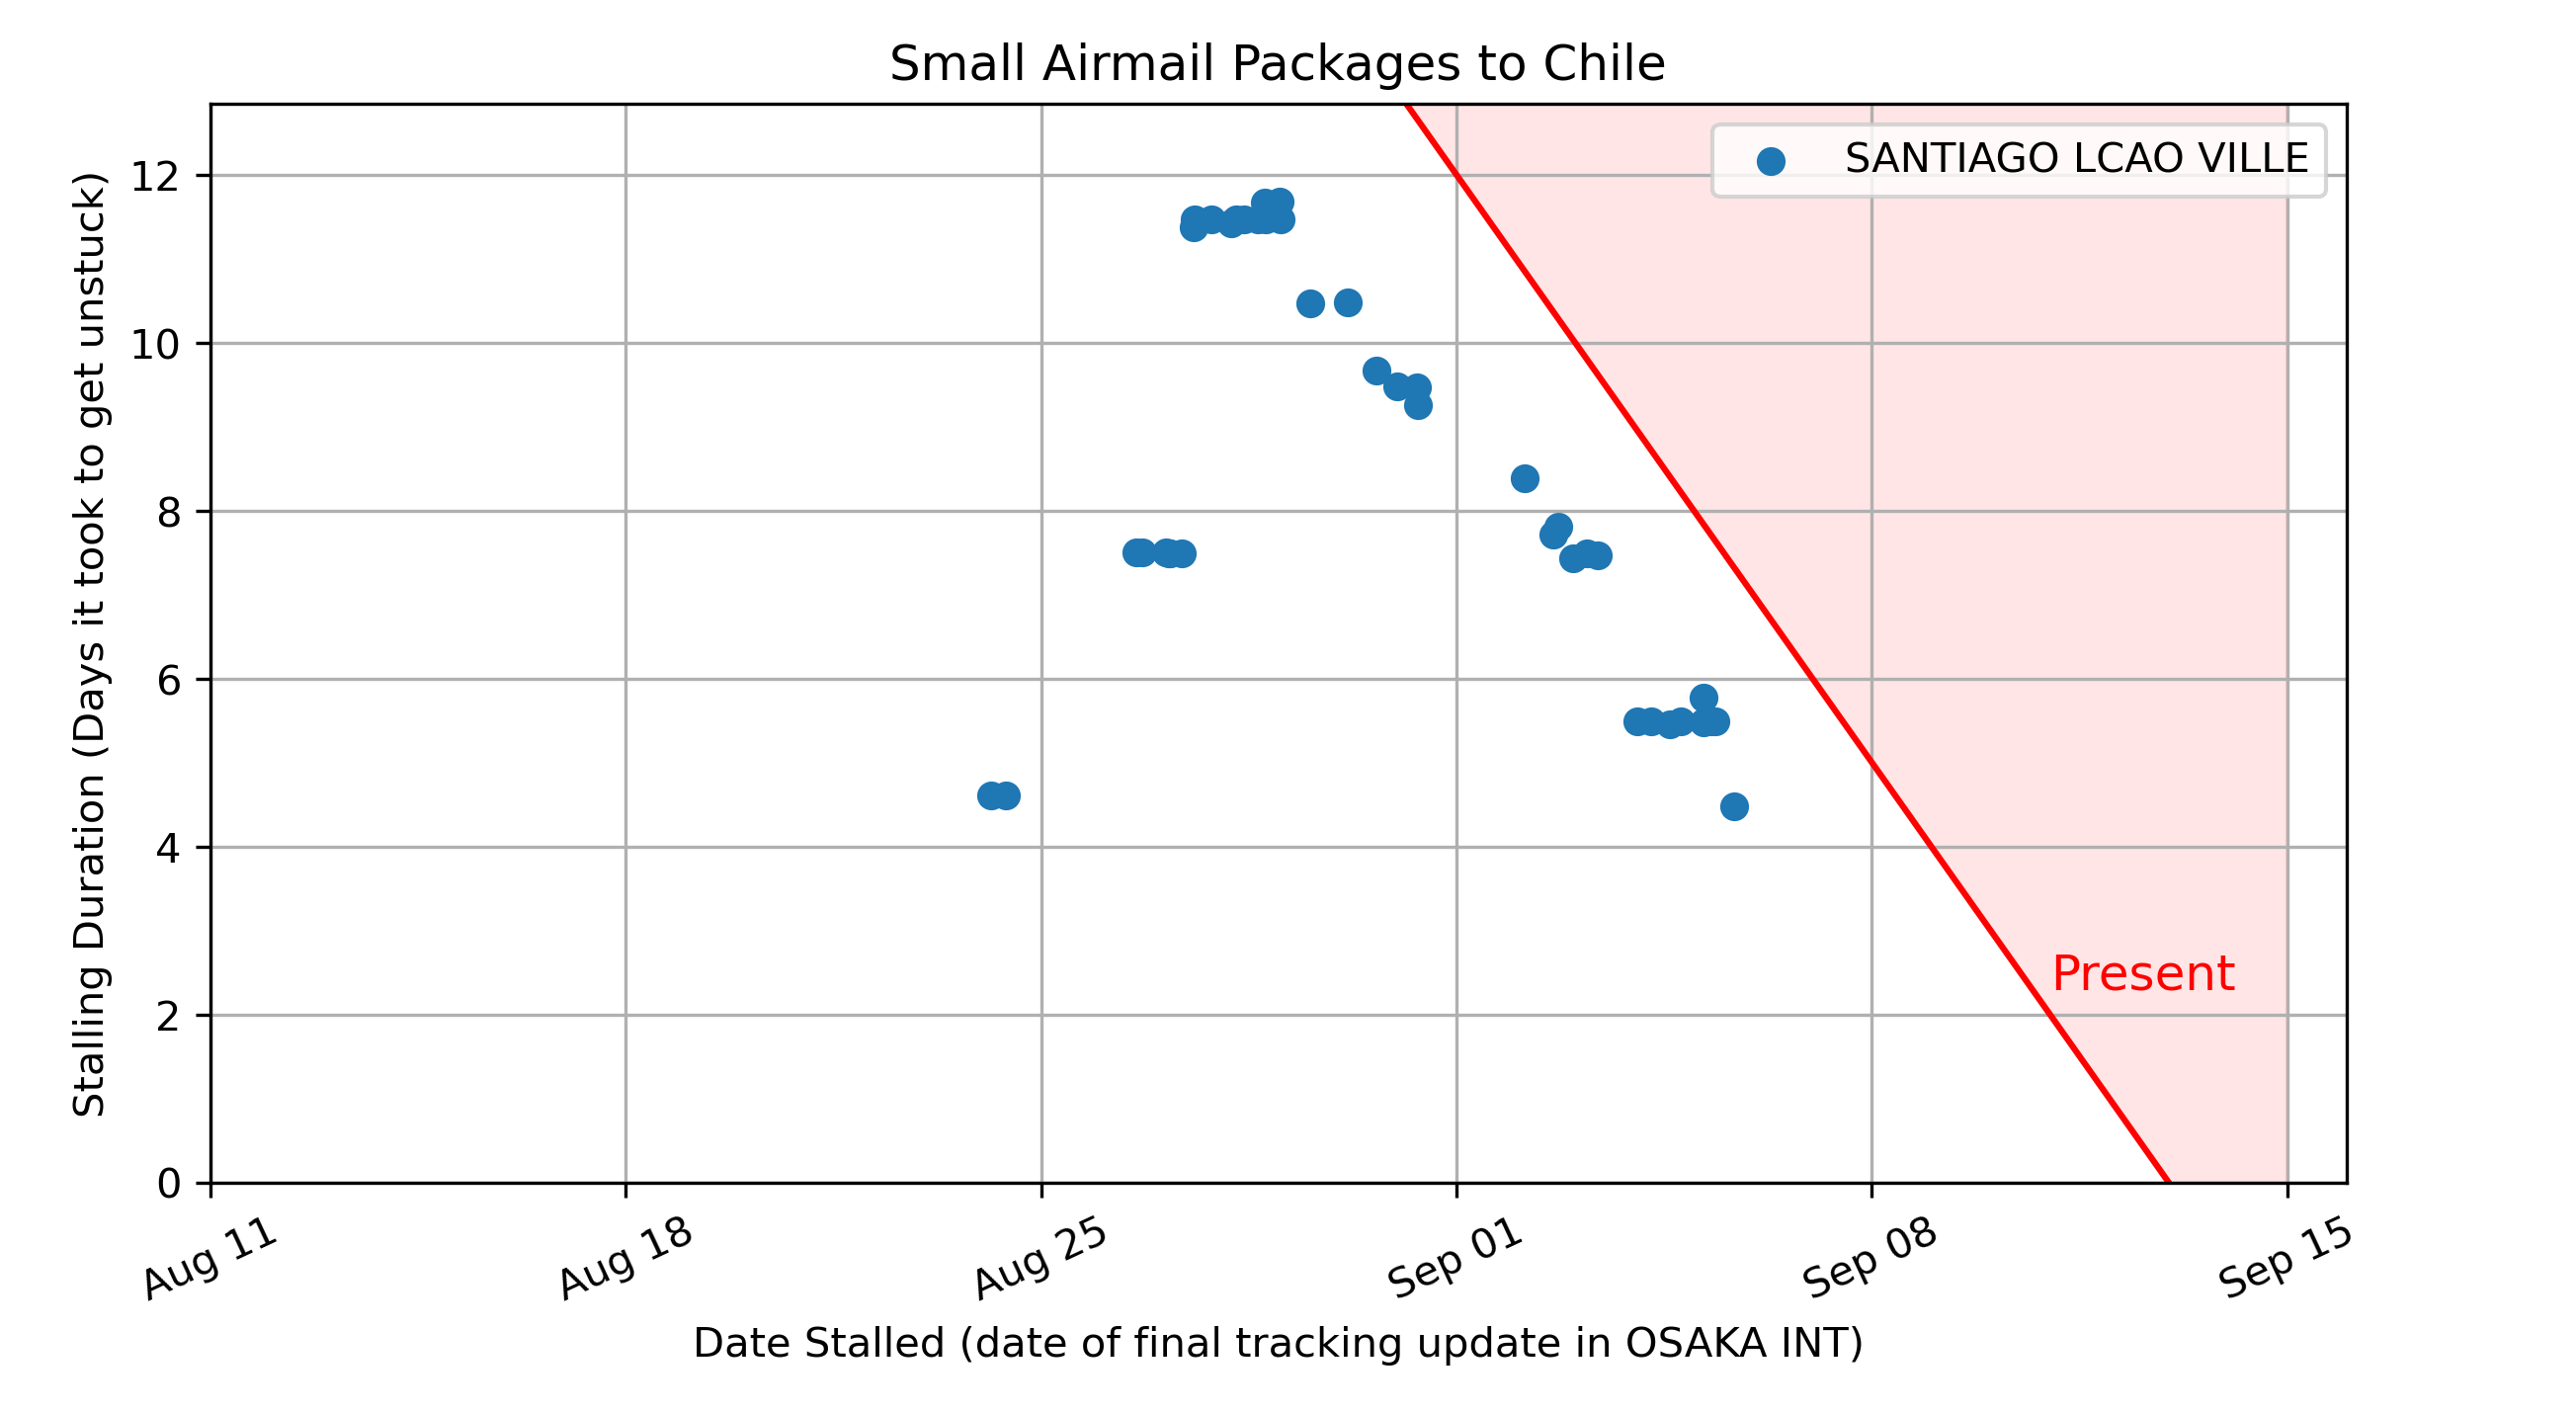 Small Airmail Packages to Chile
SANTIAGO LCAO VILLE
Stalling Duration (Days it took to get unstuck)
12
10
8
6
4
2
0
Present
Aug 11
Aug 18
Aug 25
Sep 01
Sep 08
Sep 15
Date Stalled (date of final tracking update in OSAKA INT)